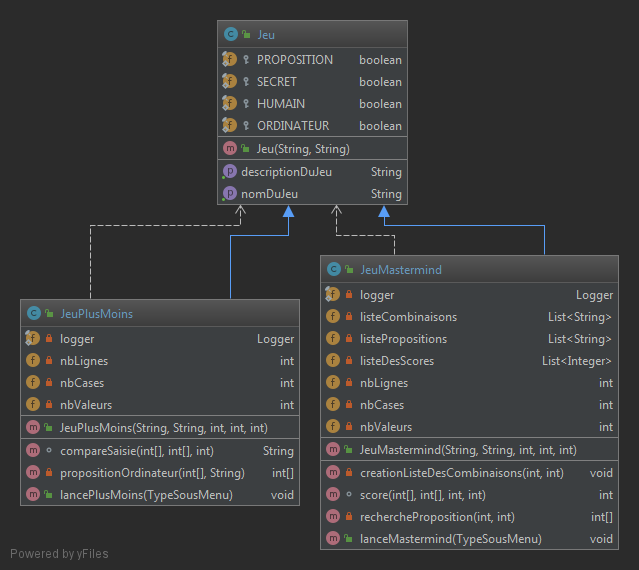 Jeu
PROPOSITION boolean
SECRET boolean
HUMAIN boolean
ORDINATEUR boolean
Jeu(String, String)
descriptionDuJeu String
nomDuJeu String
JeuPlusMoins
logger Logger
nbLignes int
nbCases int
nbValeurs int
JeuPlusMoins(String, String, int, int, int)
compareSaisie(int[], int[], int) String
propositionOrdinateur(int[], String) int[]
lancePlusMoins(TypeSousMenu) void
JeuMastermind
logger Logger
listeCombinaisons List<String>
listePropositions List<String>
listeDesScores List<Integer>
nbLignes int
nbCases int
nbValeurs int
JeuMastermind(String, String, int, int, int)
creationListeDesCombinaisons(int, int) void
score(int[], int[], int, int) int
rechercheProposition(int, int) int[]
lanceMastermind(TypeSousMenu) void
Powered by yFiles